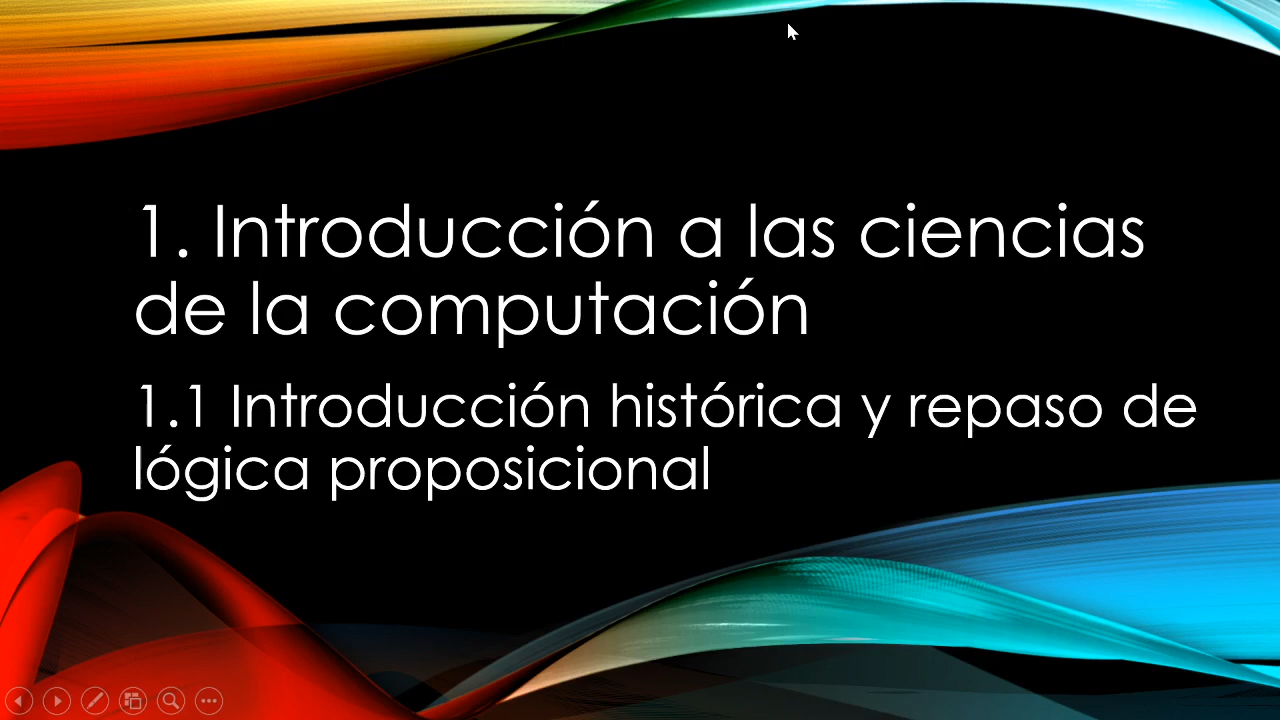 1. Introducción a las ciencias
de la computación
1.1 Introducción histórica y repaso de
lógica proposicional